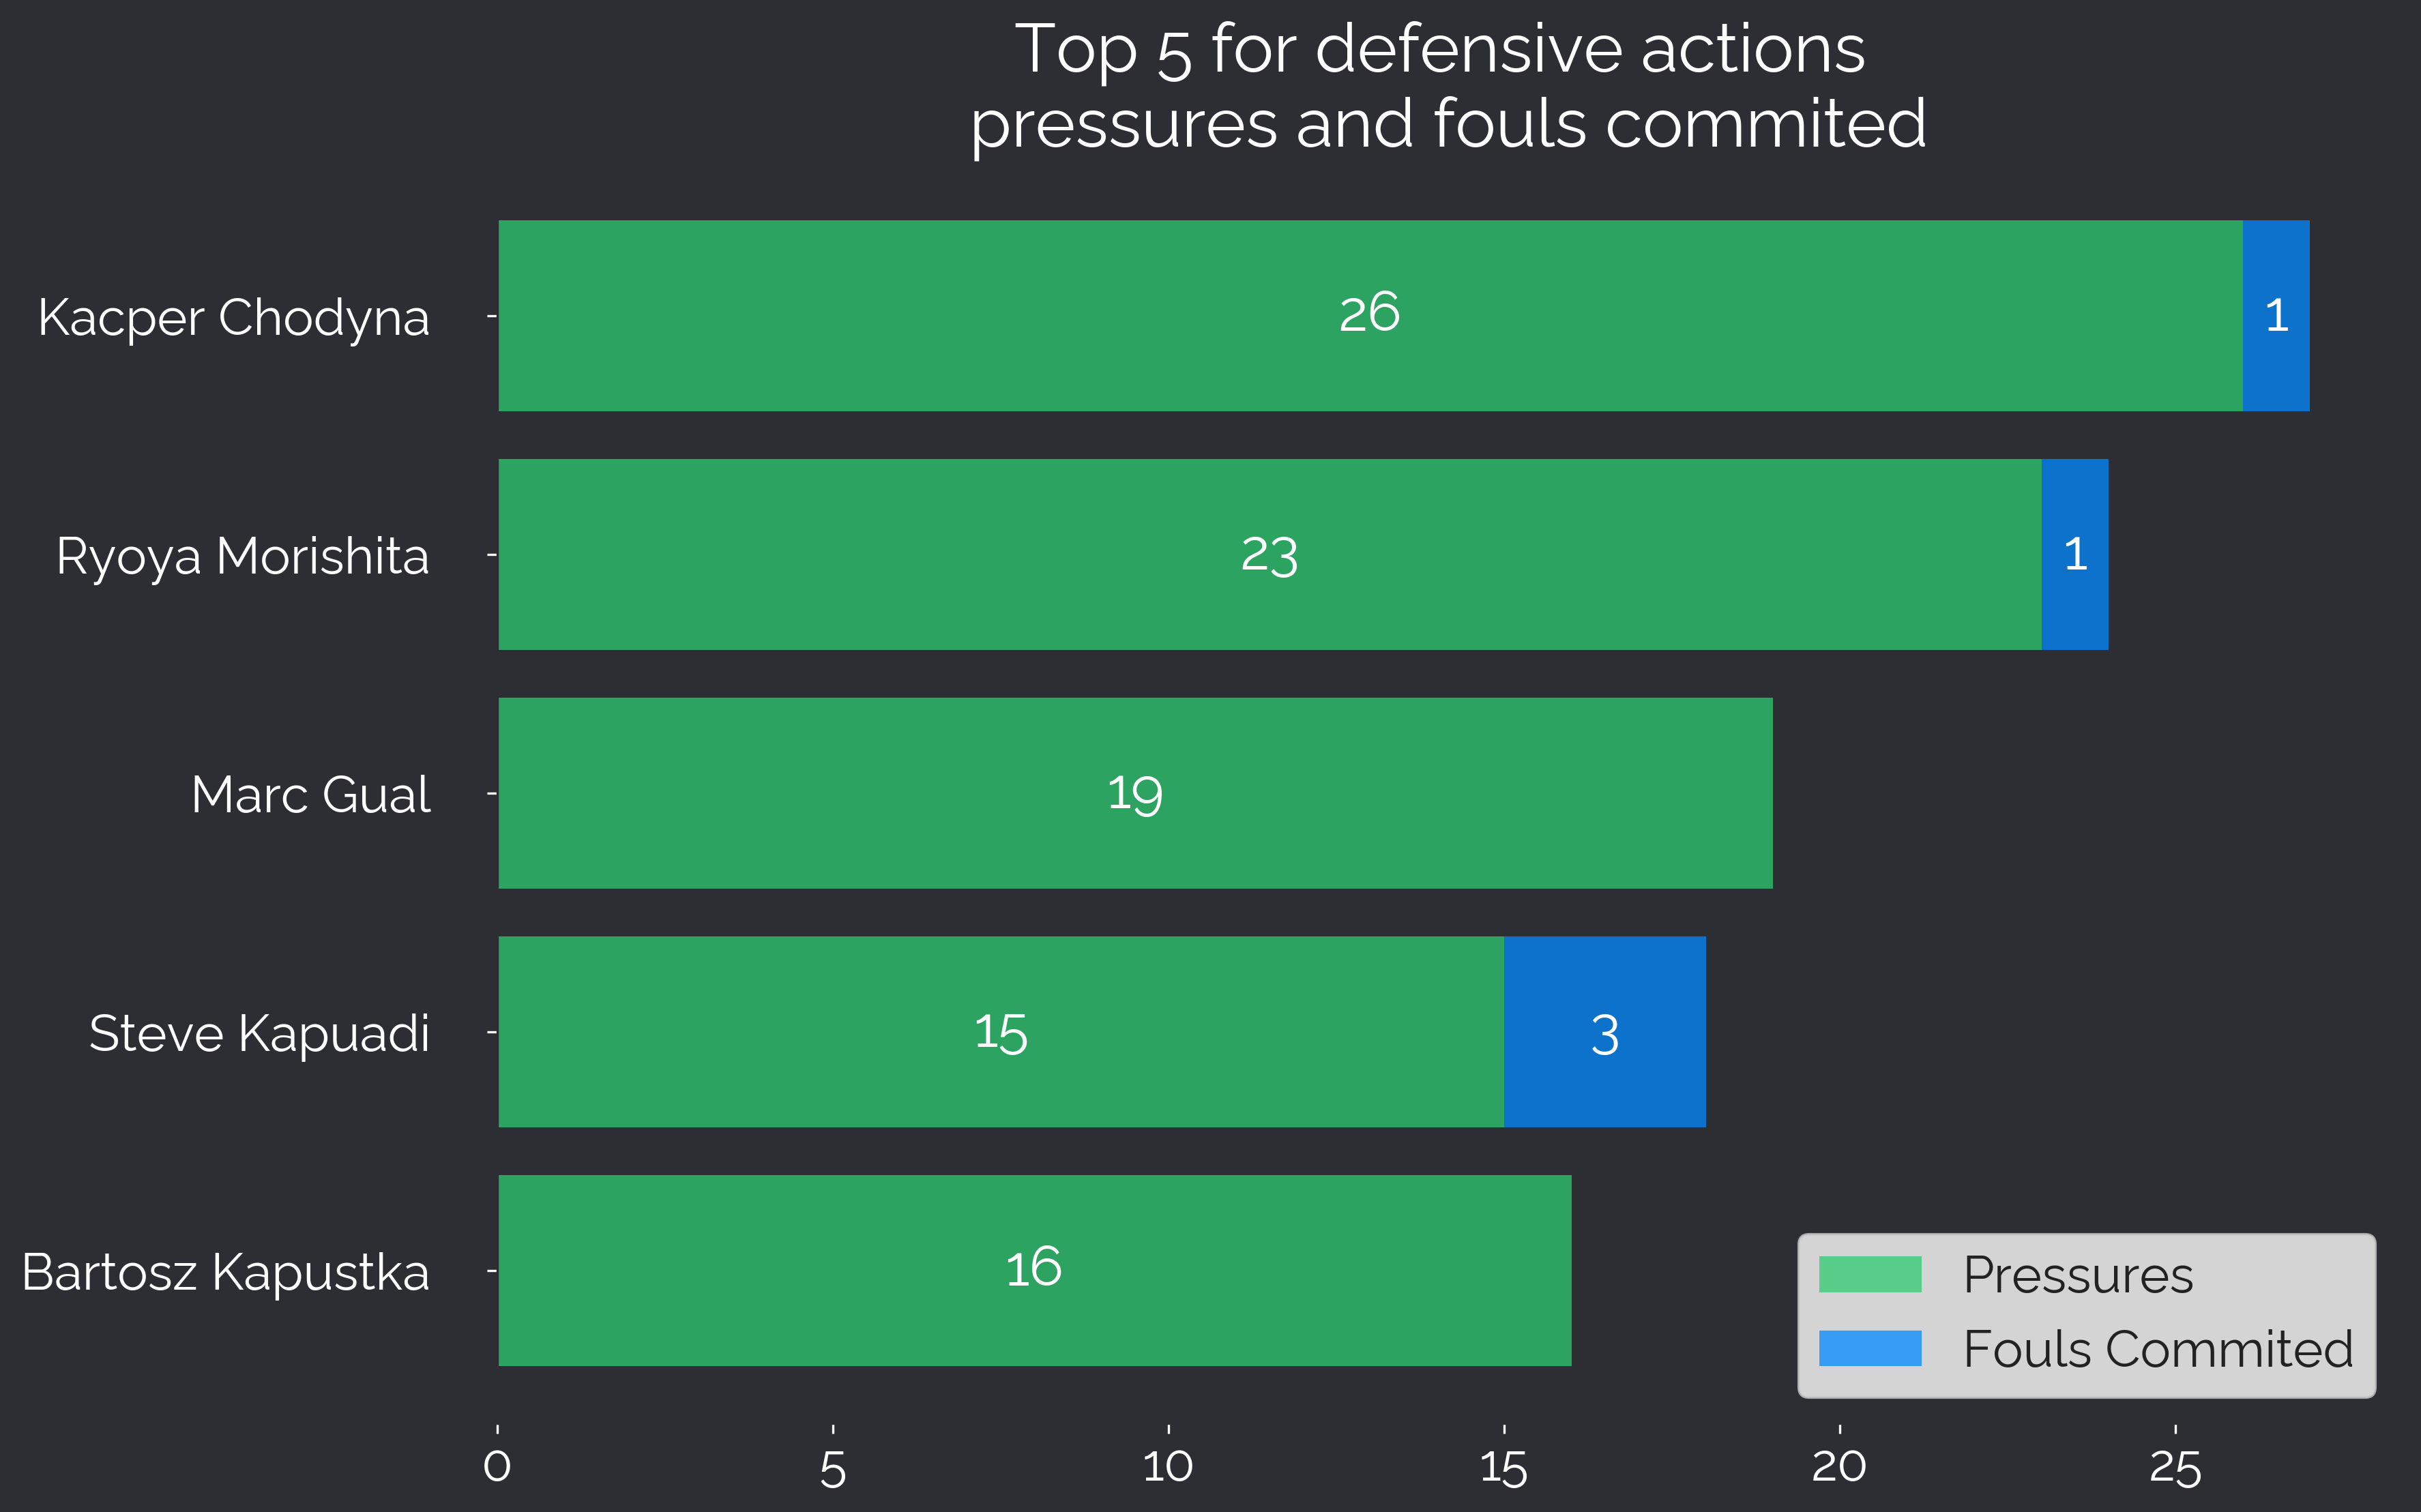 Top 5 for defensive actions
pressures and fouls commited
Kacper Chodyna 26 1
Ryoya Morishita 23 1
Marc Gual 19
Steve Kapuadi 15 3
Bartosz Kapustka 16
Pressures
Fouls Commited
0 5 10 15 20 25